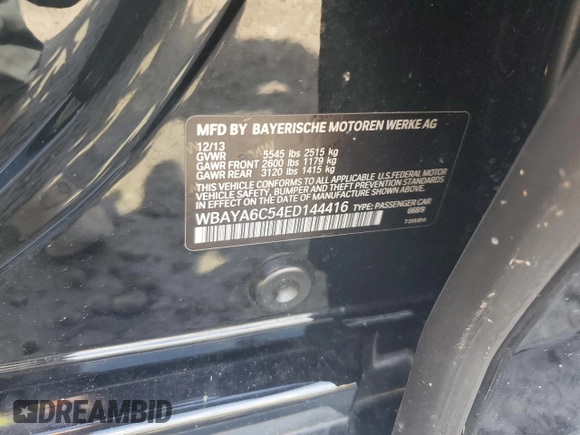 MFD BY BAYERISCHE MOTOREN WERKE AG
12/13
GVWR 5545 lbs 2515 kg
GAWR FRONT 2600 lbs 1179 kg
GAWR REAR 3120 lbs 1415 kg
THIS VEHICLE CONFORMS TO ALL APPLICABLE U.S.FEDERAL MOTOR
VEHICLE SAFETY, BUMPER AND THEFT PREVENTION STANDARDS
IN EFFECT ON THE DATE OF MANUFACTURE SHOWN ABOVE.
WBAYA6C54ED144416 TYPE: PASSENGER CAR
668/9
DREAMBID